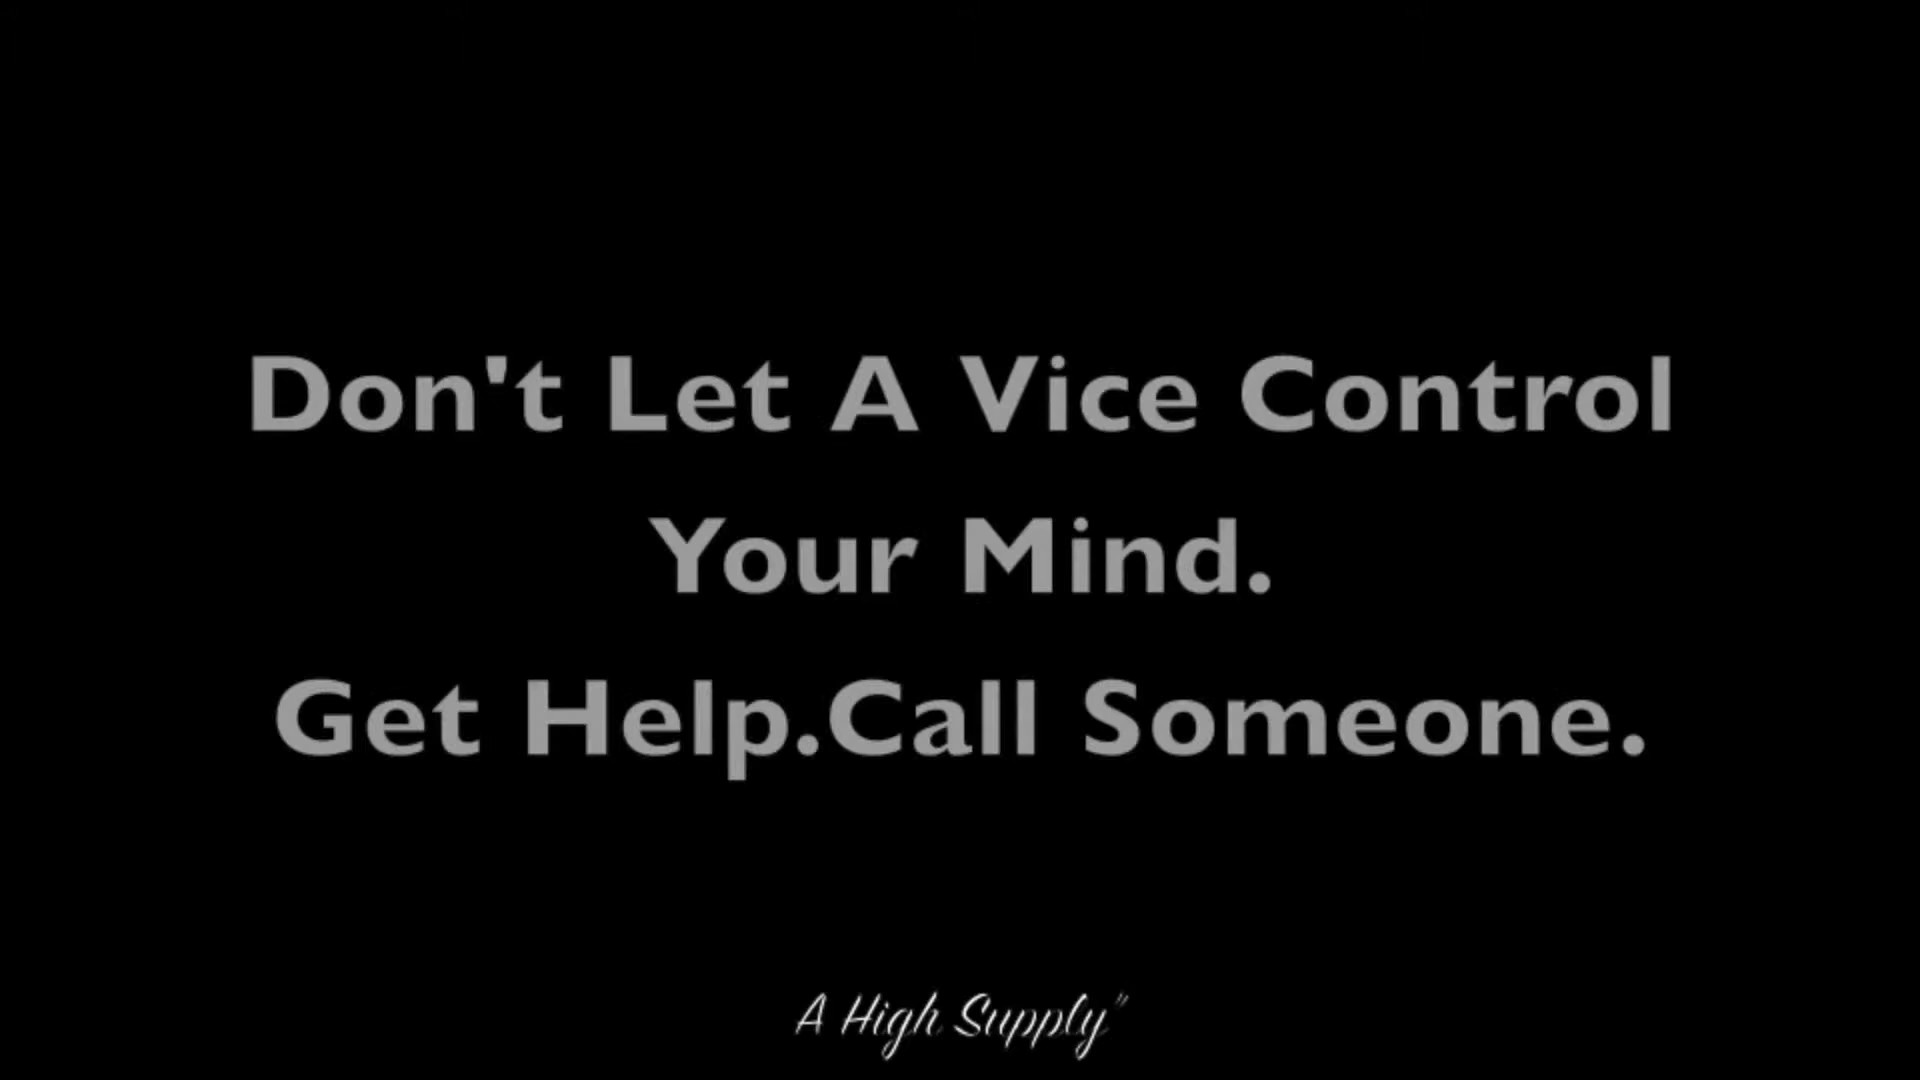 Don't Let A Vice Control
Your Mind.
Get Help.Call Someone.
A High Supply"